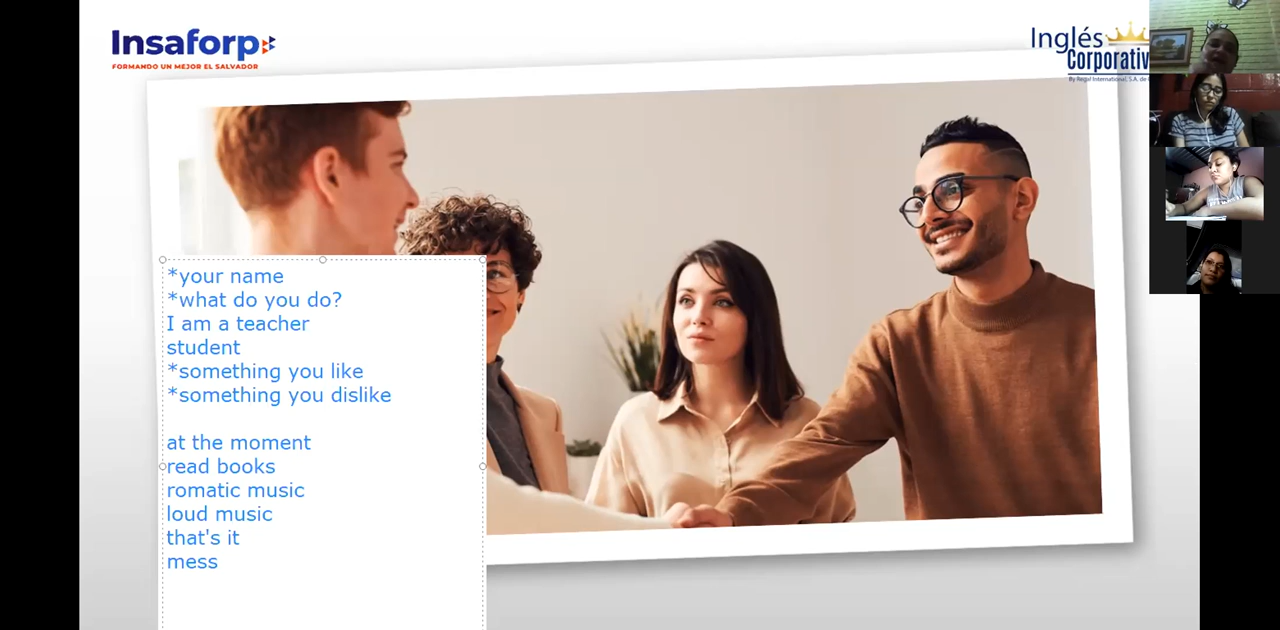 Insaforp
FORMANDO UN MEJOR EL SALVADOR
Inglés
Corporativ
*your name
*what do you do?
I am a teacher
student
*something you like
*something you dislike
at the moment
read books
romatic music
loud music
that's it
mess